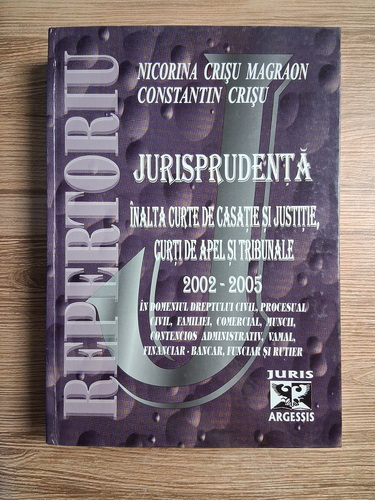 REPERTORIU
NICORINA CRIŞU MAGRAON
CONSTANTIN CRIŞU
JURISPRUDENŢĂ
ÎNALTA CURTE DE CASAŢIE ŞI JUSTIŢIE,
CURŢI DE APEL ŞI TRIBUNALE
2002 - 2005
ÎN DOMENIUL DREPTULUI CIVIL, PROCESUAL
CIVIL, FAMILIEI, COMERCIAL, MUNCII,
CONTENCIOS ADMINISTRATIV, VAMAL,
FINANCIAR - BANCAR, FUNCIAR ŞI RUTIER
JURIS
ARGESSIS